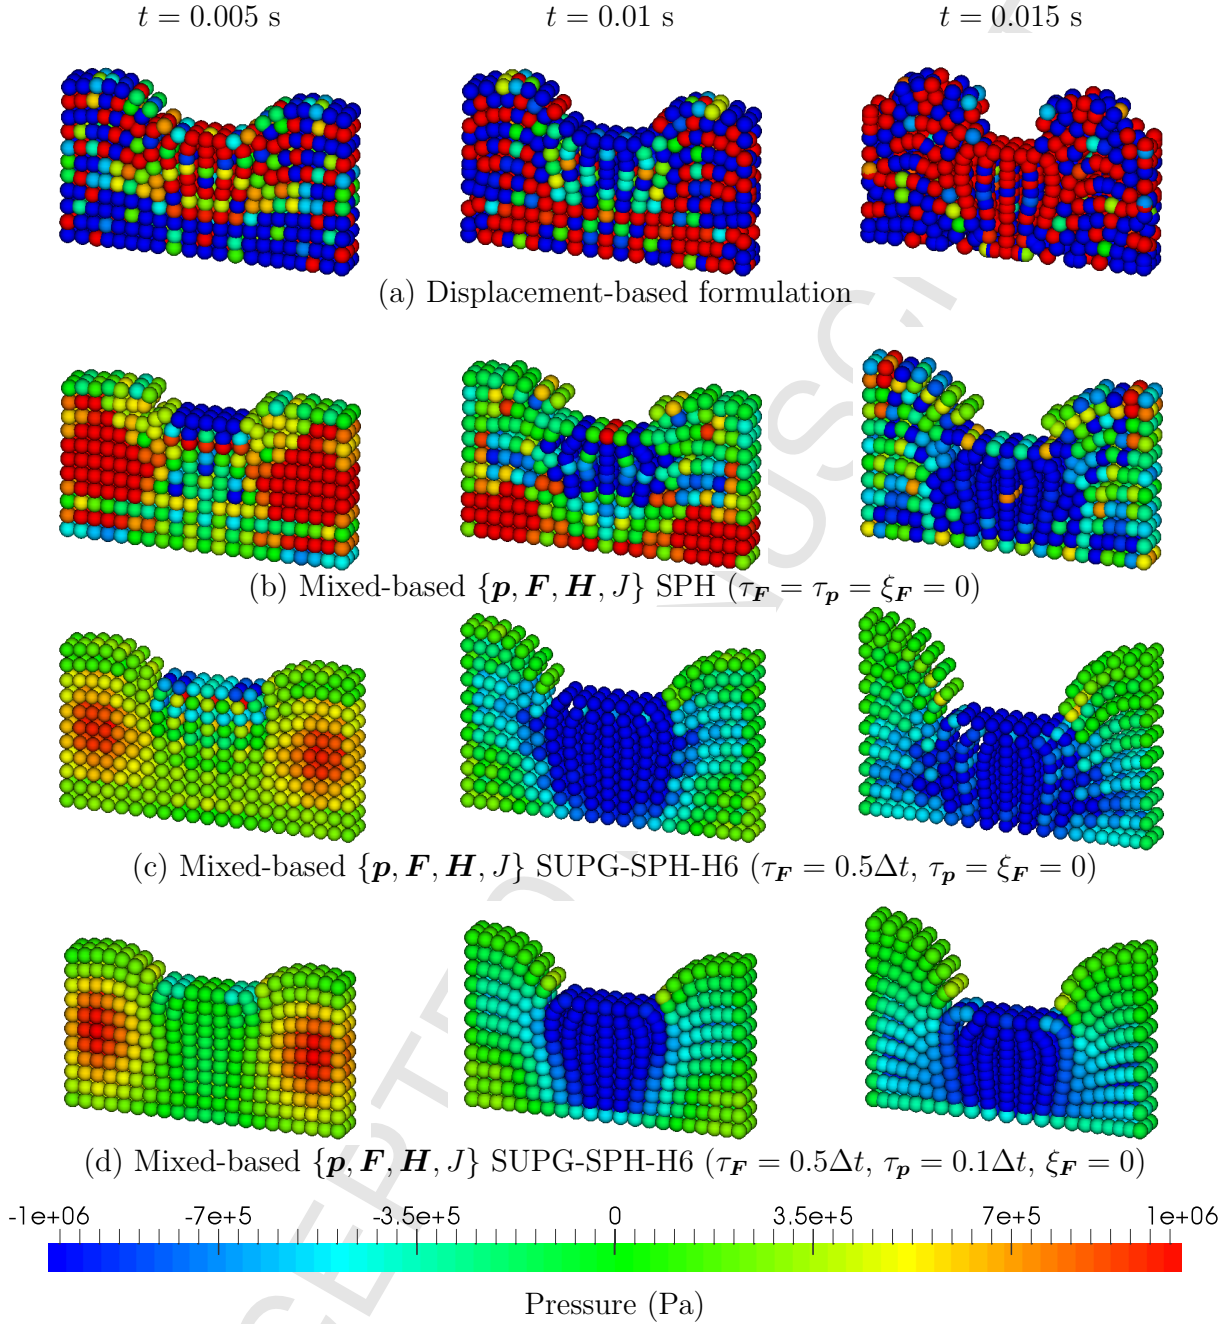 t = 0.005 s t = 0.01 s t = 0.015 s
(a) Displacement-based formulation
(b) Mixed-based {p, F, H, J} SPH (τ_F = τ_p = ξ_F = 0)
(c) Mixed-based {p, F, H, J} SUPG-SPH-H6 (τ_F = 0.5Δt, τ_p = ξ_F = 0)
(d) Mixed-based {p, F, H, J} SUPG-SPH-H6 (τ_F = 0.5Δt, τ_p = 0.1Δt, ξ_F = 0)
-1e+06 -7e+5 -3.5e+5 0 3.5e+5 7e+5 1e+06
Pressure (Pa)